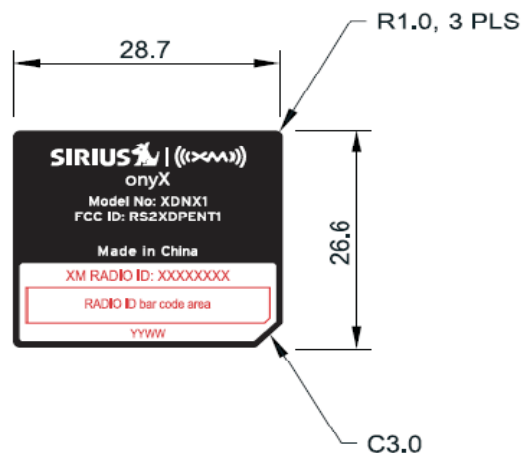 R1.0, 3 PLS
28.7
SIRIUS | ((XM))
onyX
Model No: XDNX1
FCC ID: RS2XDPENT1
Made in China
26.6
XM RADIO ID: XXXXXXXX
RADIO ID bar code area
YYWW
C3.0